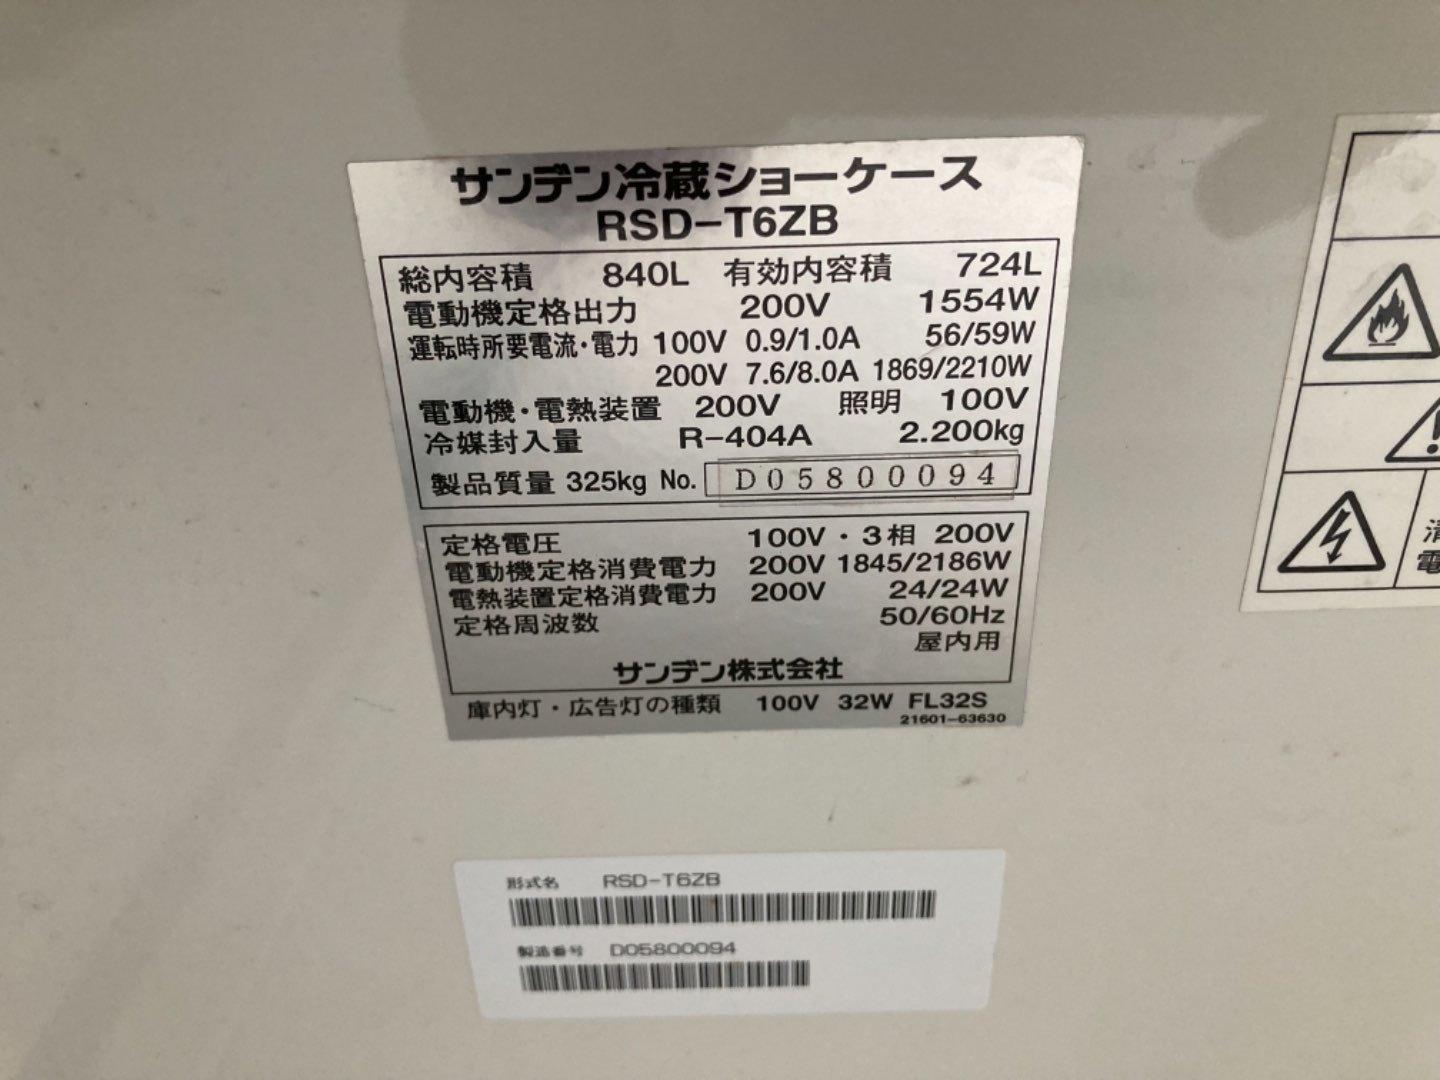 サンデン冷蔵ショーケース
RSD-T6ZB
総内容積 840L 有効内容積 724L
電動機定格出力 200V 1554W
運転時所要電流・電力 100V 0.9/1.0A 56/59W
200V 7.6/8.0A 1869/2210W
電動機・電熱装置 200V 照明 100V
冷媒封入量 R-404A 2.200kg
製品質量 325kg No. D05800094
定格電圧 100V・3相 200V
電動機定格消費電力 200V 1845/2186W
電熱装置定格消費電力 200V 24/24W
定格周波数 50/60Hz
屋内用
サンデン株式会社
庫内灯・広告灯の種類 100V 32W FL32S
21601-63630
形式名 RSD-T6ZB
製造番号 D05800094
清
電